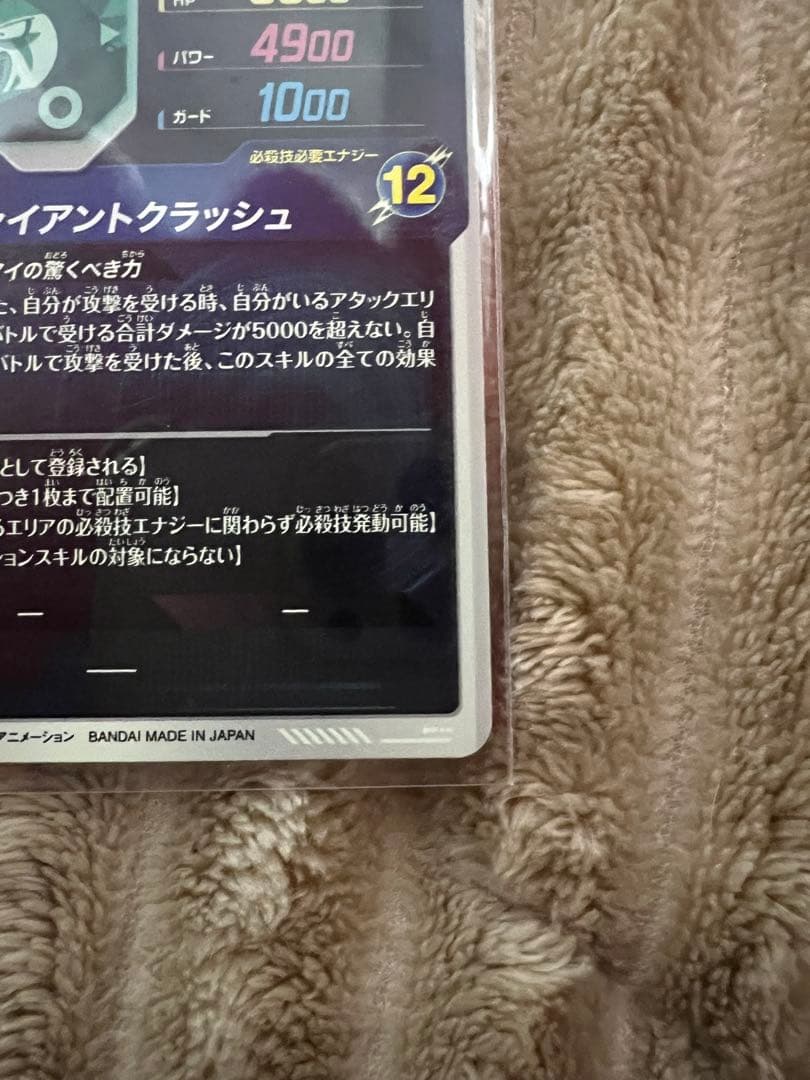 HP
パワー 4900
ガード 1000
必殺技必要エナジー
12
イアントクラッシュ
イの驚くべき力
、自分が攻撃を受ける時、自分がいるアタックエリ
バトルで受ける合計ダメージが5000を超えない。自
バトルで攻撃を受けた後、このスキルの全ての効果
として登録される】
つき1枚まで配置可能】
るエリアの必殺技エナジーに関わらず必殺技発動可能】
ションスキルの対象にならない】
ー
ー
ー
アニメーション BANDAI MADE IN JAPAN